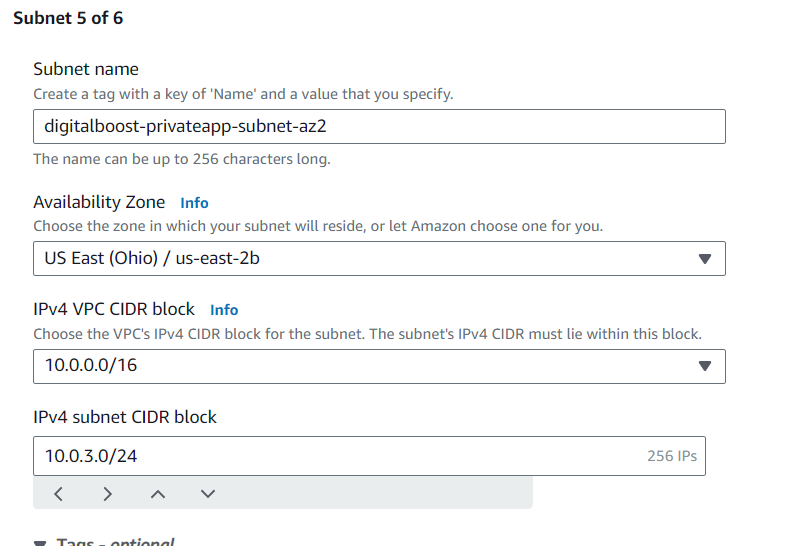 Subnet 5 of 6
Subnet name
Create a tag with a key of 'Name' and a value that you specify.
digitalboost-privateapp-subnet-az2
The name can be up to 256 characters long.
Availability Zone Info
Choose the zone in which your subnet will reside, or let Amazon choose one for you.
US East (Ohio) / us-east-2b
IPv4 VPC CIDR block Info
Choose the VPC's IPv4 CIDR block for the subnet. The subnet's IPv4 CIDR must lie within this block.
10.0.0.0/16
IPv4 subnet CIDR block
10.0.3.0/24 256 IPs
Tags - optional